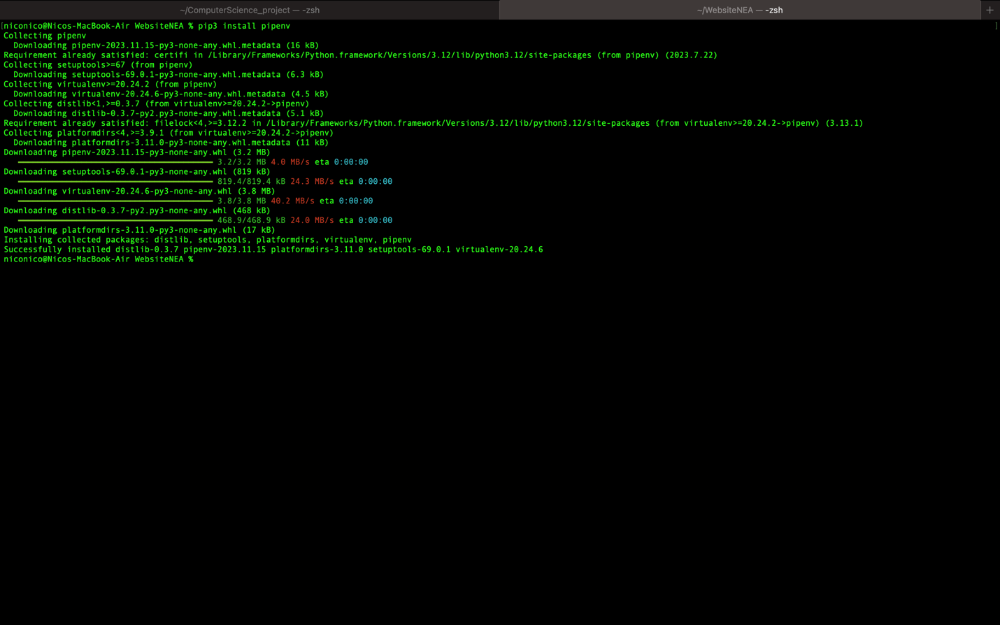 ~/ComputerScience_project — -zsh
~/WebsiteNEA — -zsh
+
[niconico@Nicos-MacBook-Air WebsiteNEA % pip3 install pipenv ]
Collecting pipenv
Downloading pipenv-2023.11.15-py3-none-any.whl.metadata (16 kB)
Requirement already satisfied: certifi in /Library/Frameworks/Python.framework/Versions/3.12/lib/python3.12/site-packages (from pipenv) (2023.7.22)
Collecting setuptools>=67 (from pipenv)
Downloading setuptools-69.0.1-py3-none-any.whl.metadata (6.3 kB)
Collecting virtualenv>=20.24.2 (from pipenv)
Downloading virtualenv-20.24.6-py3-none-any.whl.metadata (4.5 kB)
Collecting distlib<1,>=0.3.7 (from virtualenv>=20.24.2->pipenv)
Downloading distlib-0.3.7-py2.py3-none-any.whl.metadata (5.1 kB)
Requirement already satisfied: filelock<4,>=3.12.2 in /Library/Frameworks/Python.framework/Versions/3.12/lib/python3.12/site-packages (from virtualenv>=20.24.2->pipenv) (3.13.1)
Collecting platformdirs<4,>=3.9.1 (from virtualenv>=20.24.2->pipenv)
Downloading platformdirs-3.11.0-py3-none-any.whl.metadata (11 kB)
Downloading pipenv-2023.11.15-py3-none-any.whl (3.2 MB)
3.2/3.2 MB 4.0 MB/s eta 0:00:00
Downloading setuptools-69.0.1-py3-none-any.whl (819 kB)
819.4/819.4 kB 24.3 MB/s eta 0:00:00
Downloading virtualenv-20.24.6-py3-none-any.whl (3.8 MB)
3.8/3.8 MB 40.2 MB/s eta 0:00:00
Downloading distlib-0.3.7-py2.py3-none-any.whl (468 kB)
468.9/468.9 kB 24.0 MB/s eta 0:00:00
Downloading platformdirs-3.11.0-py3-none-any.whl (17 kB)
Installing collected packages: distlib, setuptools, platformdirs, virtualenv, pipenv
Successfully installed distlib-0.3.7 pipenv-2023.11.15 platformdirs-3.11.0 setuptools-69.0.1 virtualenv-20.24.6
niconico@Nicos-MacBook-Air WebsiteNEA %